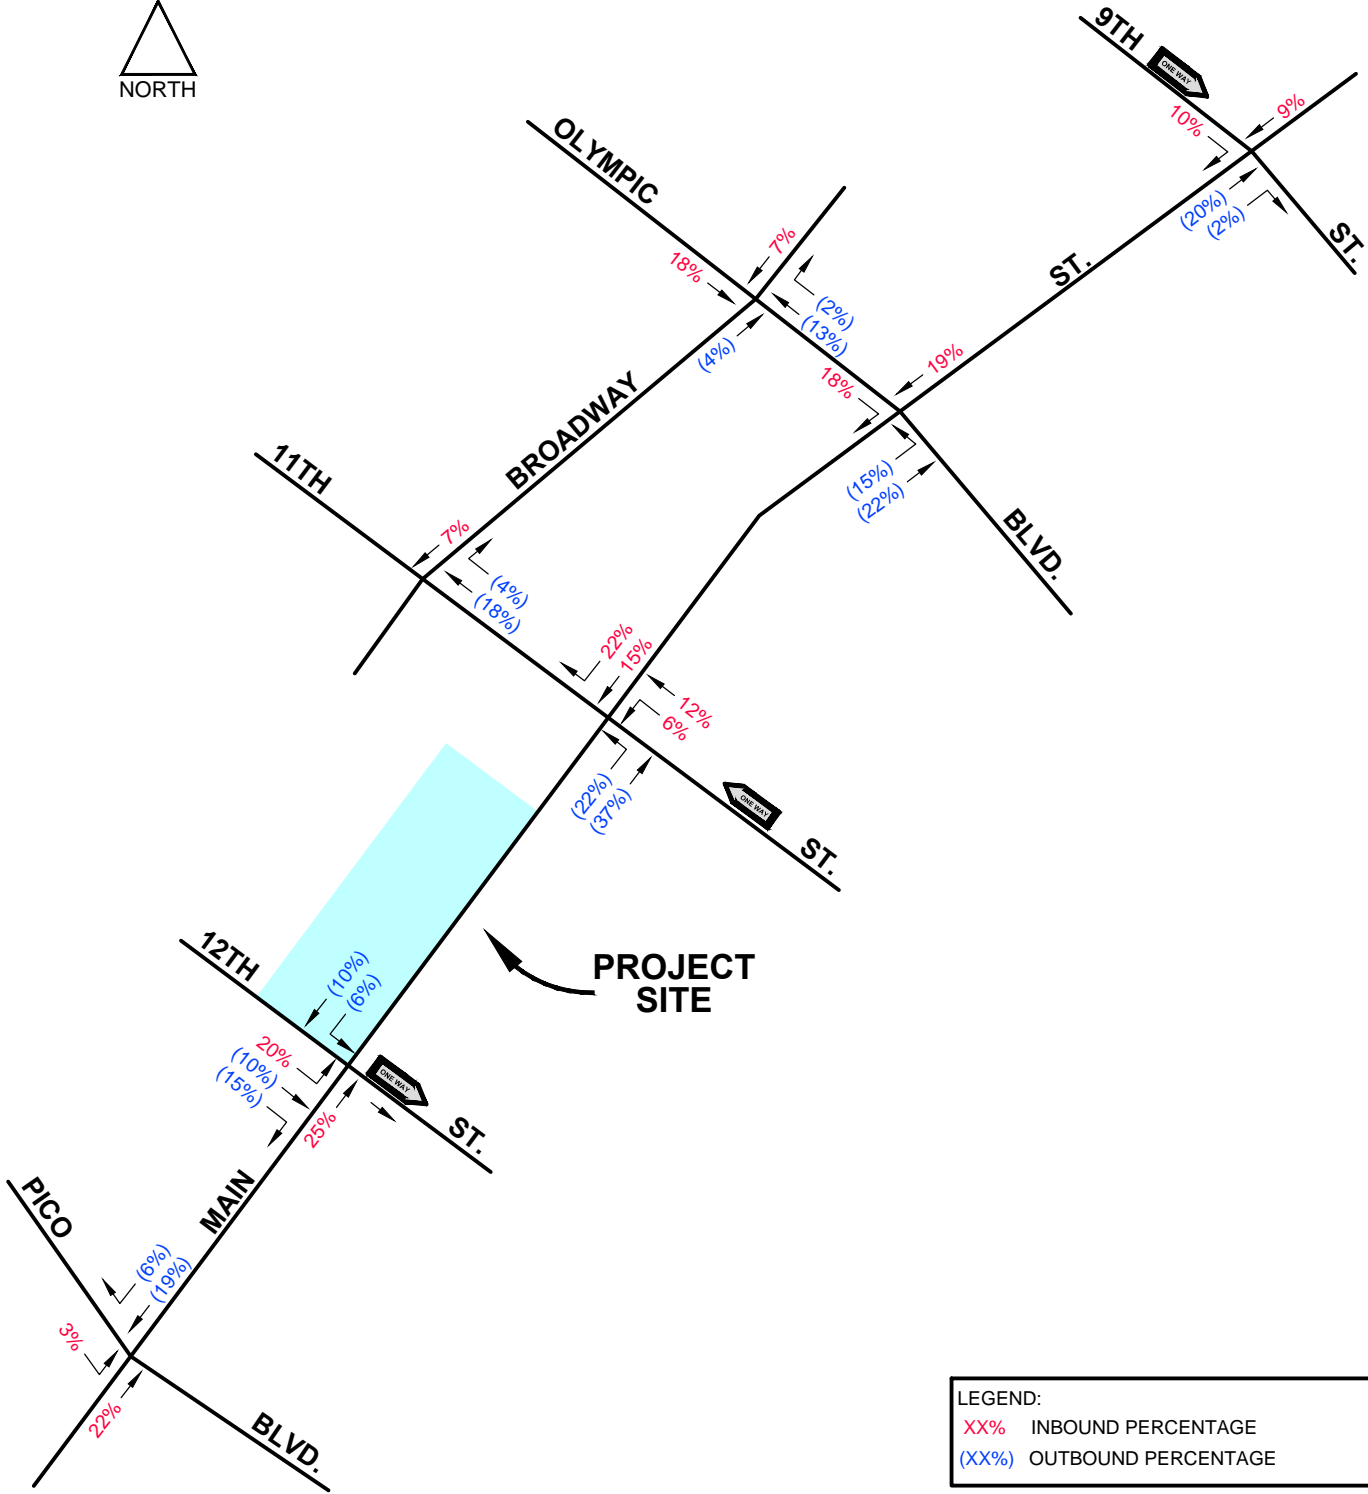 NORTH
9TH
ONE WAY
9%
10%
(20%)
(2%)
ST.
ST.
OLYMPIC
7%
18%
(2%)
(13%)
(4%)
18%
19%
(15%)
(22%)
BLVD.
BROADWAY
11TH
7%
(4%)
(18%)
22%
15%
12%
6%
(22%)
(37%)
ONE WAY
ST.
PROJECT
SITE
12TH
(10%)
(6%)
20%
(10%)
(15%)
ONE WAY
25%
ST.
MAIN
PICO
(6%)
(19%)
3%
22%
BLVD.
LEGEND:
XX% INBOUND PERCENTAGE
(XX%) OUTBOUND PERCENTAGE